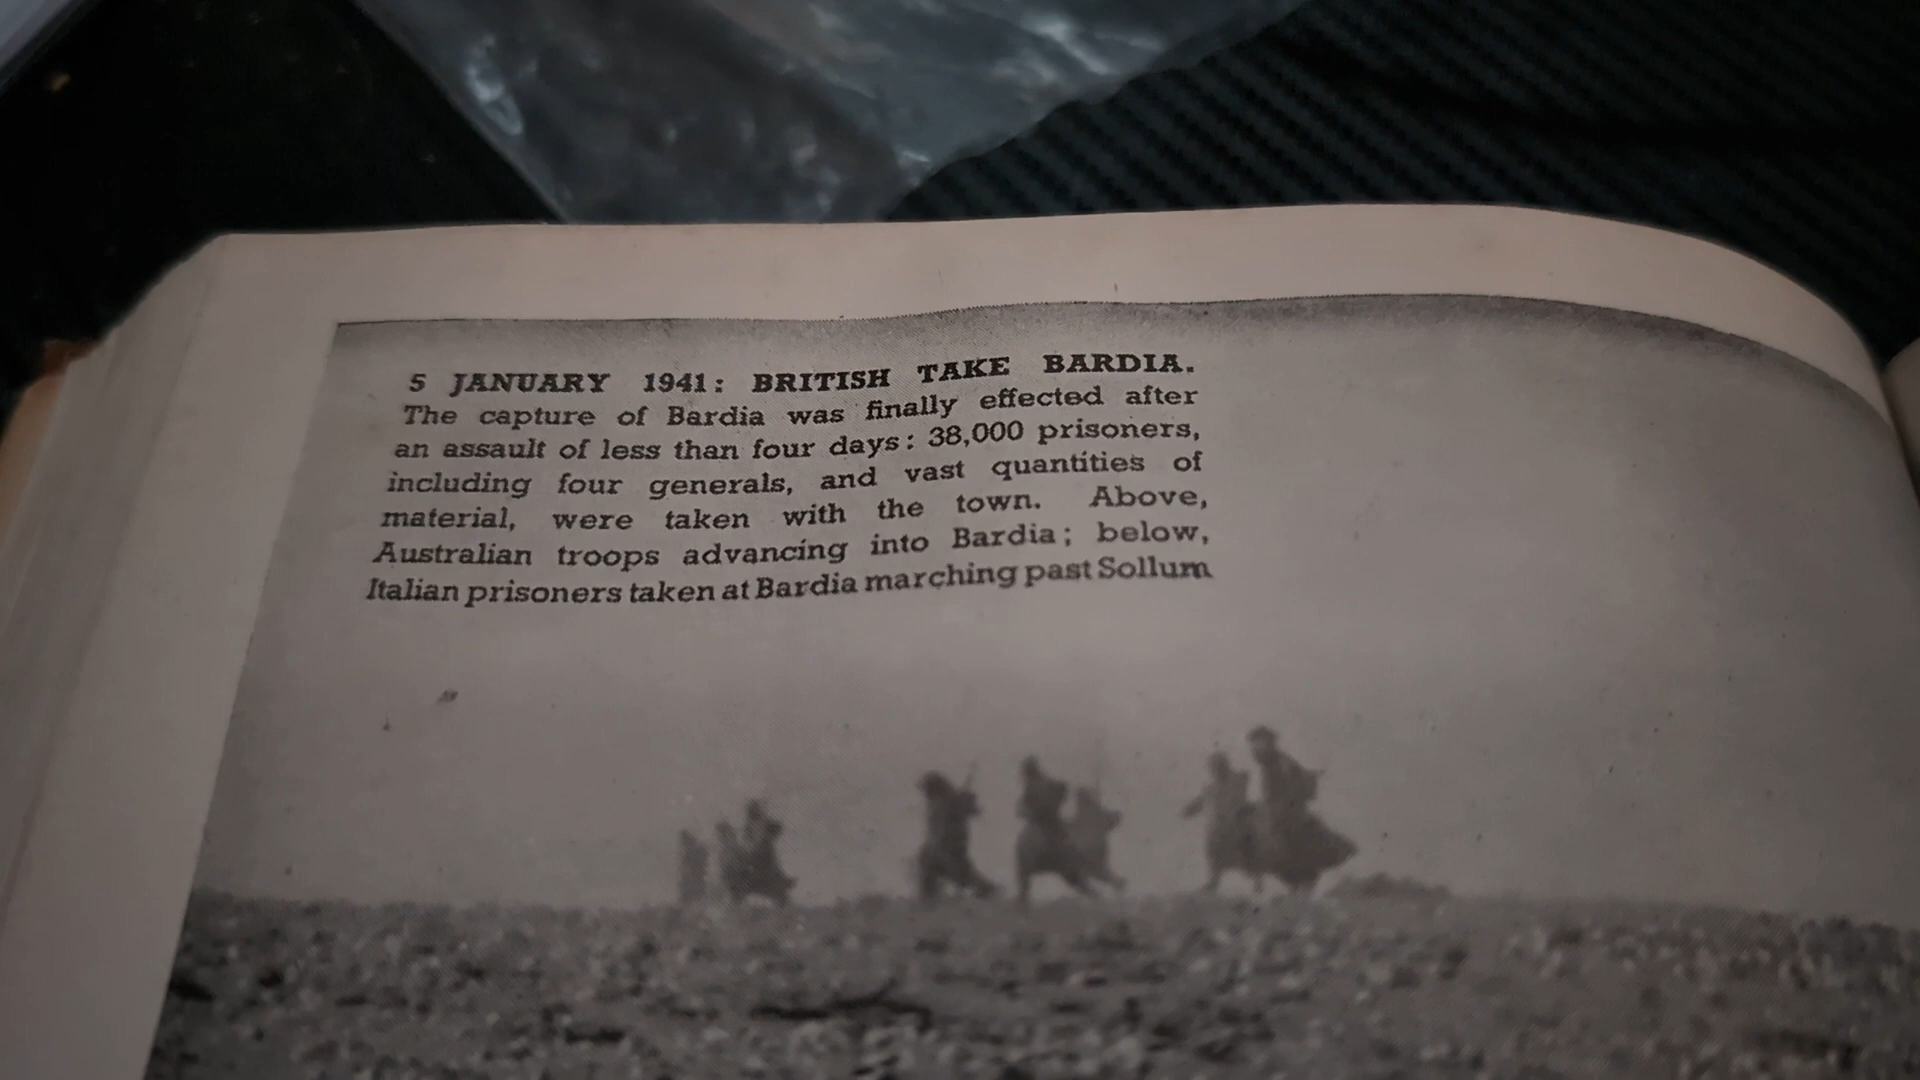 5 JANUARY 1941: BRITISH TAKE BARDIA.
The capture of Bardia was finally effected after
an assault of less than four days: 38,000 prisoners,
including four generals, and vast quantities of
material, were taken with the town. Above,
Australian troops advancing into Bardia; below,
Italian prisoners taken at Bardia marching past Sollum